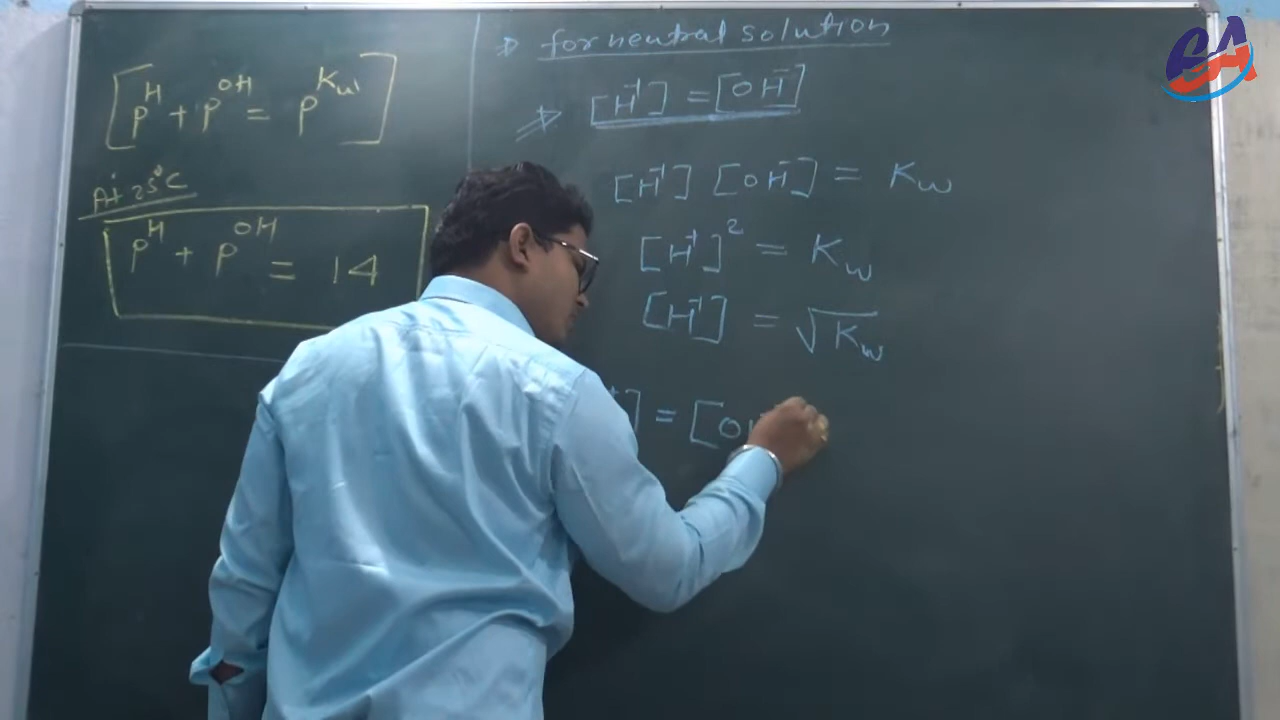 [pH + pOH = pKw]
At 25°C
pH + pOH = 14
⇒ for neutral solution
⇒ [H+] = [OH-]
[H+] [OH-] = Kw
[H+]² = Kw
[H+] = √Kw
] = [OH